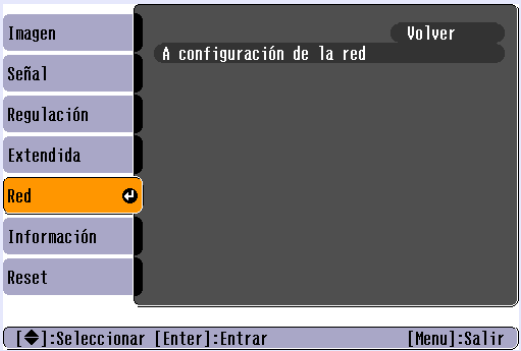 Imagen
Señal
Regulación
Extendida
Red
Información
Reset
Volver
A configuración de la red
[◆]:Seleccionar [Enter]:Entrar [Menu]:Salir